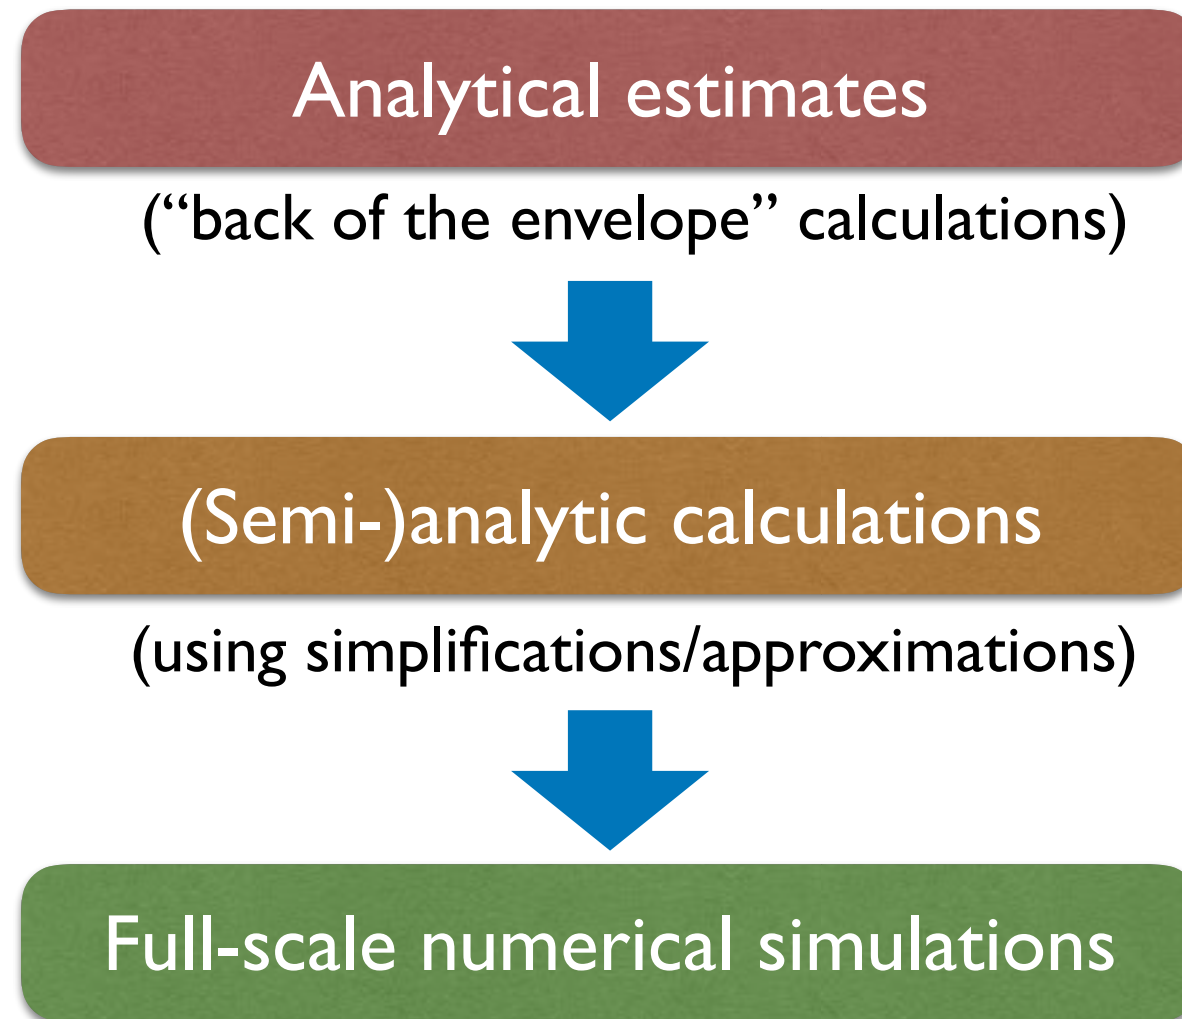 Analytical estimates
(“back of the envelope” calculations)
(Semi-)analytic calculations
(using simplifications/approximations)
Full-scale numerical simulations